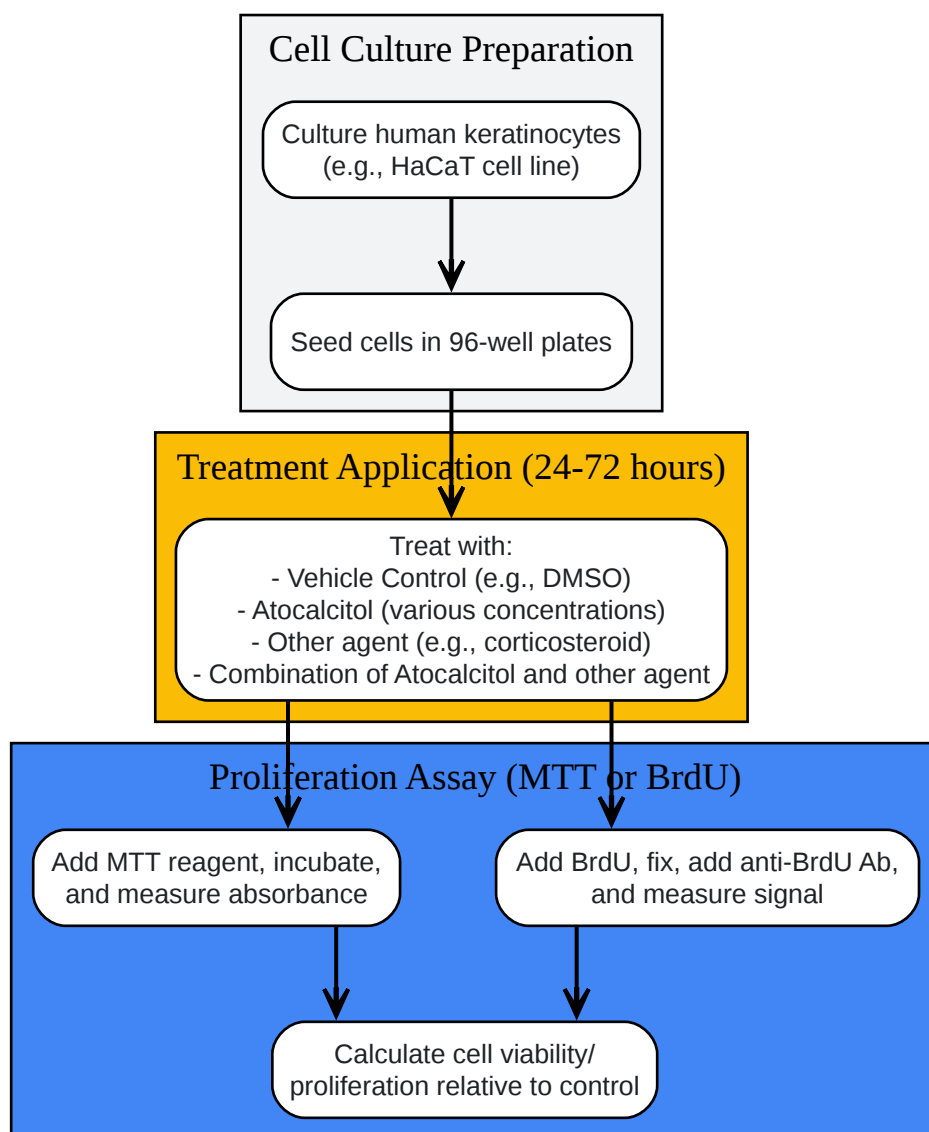 Cell Culture Preparation
Culture human keratinocytes
(e.g., HaCaT cell line)
Seed cells in 96-well plates
Treatment Application (24-72 hours)
Treat with:
- Vehicle Control (e.g., DMSO)
- Atocalcitol (various concentrations)
- Other agent (e.g., corticosteroid)
- Combination of Atocalcitol and other agent
Proliferation Assay (MTT or BrdU)
Add MTT reagent, incubate,
and measure absorbance
Add BrdU, fix, add anti-BrdU Ab,
and measure signal
Calculate cell viability/
proliferation relative to control